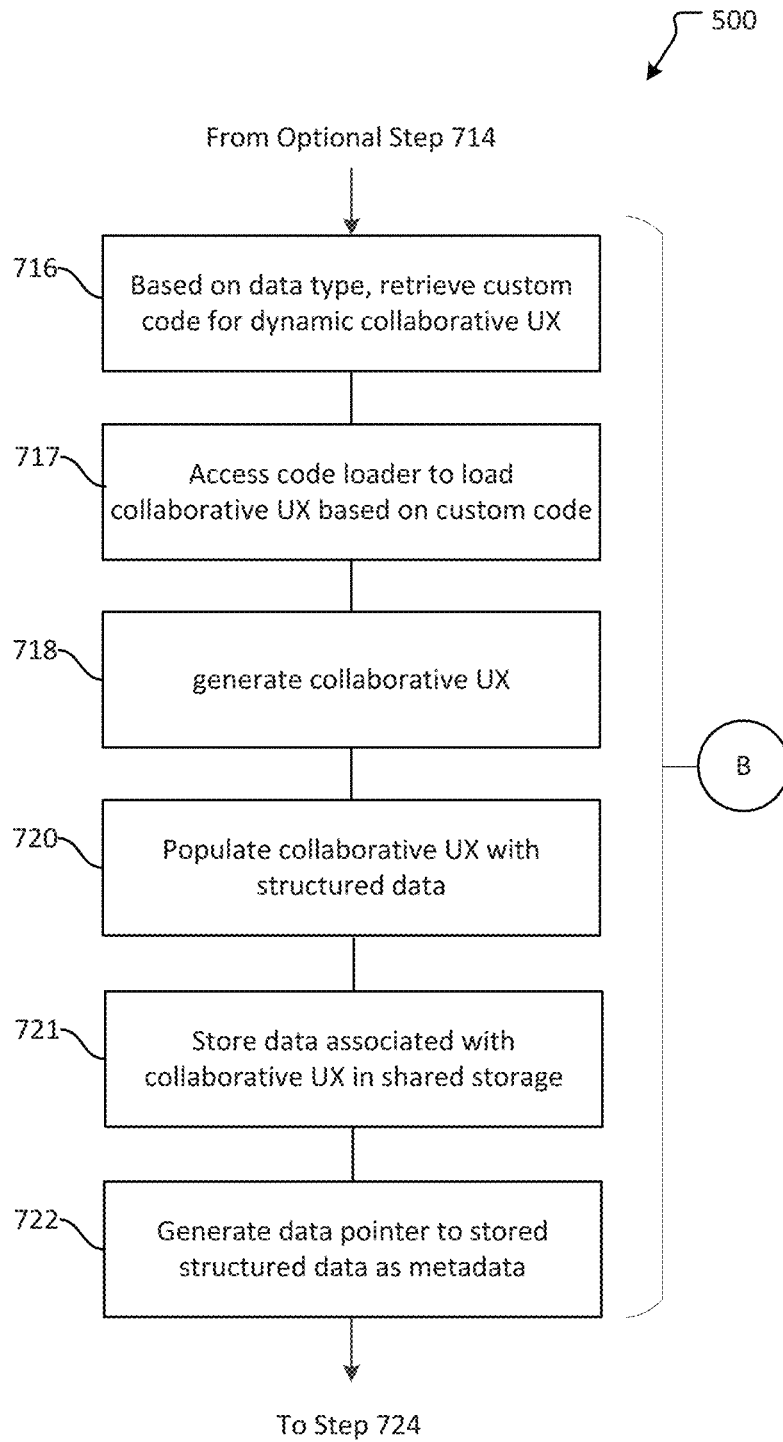 500
From Optional Step 714
716
Based on data type, retrieve custom
code for dynamic collaborative UX
717
Access code loader to load
collaborative UX based on custom code
718
generate collaborative UX
B
720
Populate collaborative UX with
structured data
721
Store data associated with
collaborative UX in shared storage
722
Generate data pointer to stored
structured data as metadata
To Step 724